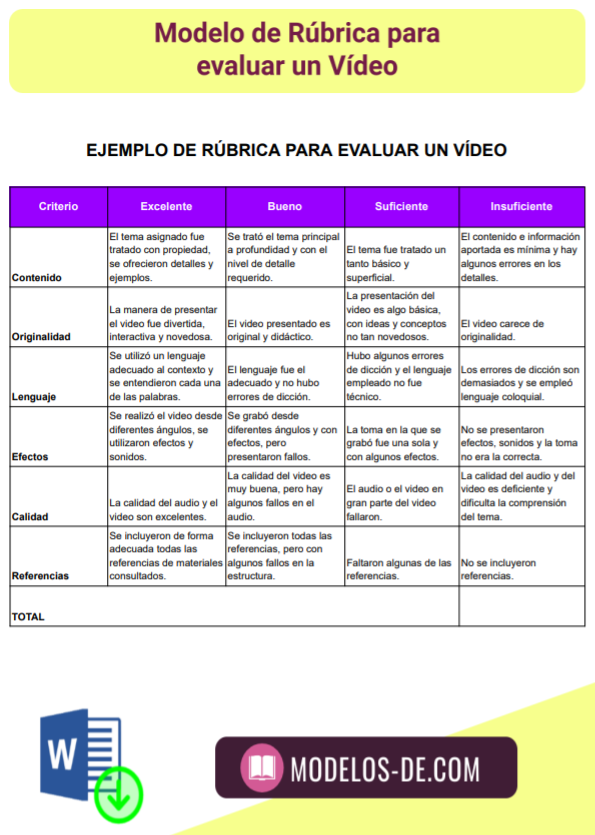 Modelo de Rúbrica para
evaluar un Vídeo
EJEMPLO DE RÚBRICA PARA EVALUAR UN VÍDEO
Criterio
Excelente
Bueno
Suficiente
Insuficiente
Contenido
El tema asignado fue
tratado con propiedad,
se ofrecieron detalles y
ejemplos.
Se trató el tema principal
a profundidad y con el
nivel de detalle
requerido.
El tema fue tratado un
tanto básico y
superficial.
El contenido e información
aportada es mínima y hay
algunos errores en los
detalles.
Originalidad
La manera de presentar
el video fue divertida,
interactiva y novedosa.
El video presentado es
original y didáctico.
La presentación del
video es algo básica,
con ideas y conceptos
no tan novedosos.
El video carece de
originalidad.
Lenguaje
Se utilizó un lenguaje
adecuado al contexto y
se entendieron cada una
de las palabras.
El lenguaje fue el
adecuado y no hubo
errores de dicción.
Hubo algunos errores
de dicción y el lenguaje
empleado no fue
técnico.
Los errores de dicción son
demasiados y se empleó
lenguaje coloquial.
Efectos
Se realizó el video desde
diferentes ángulos, se
utilizaron efectos y
sonidos.
Se grabó desde
diferentes ángulos y con
efectos, pero
presentaron fallos.
La toma en la que se
grabó fue una sola y
con algunos efectos.
No se presentaron
efectos, sonidos y la toma
no era la correcta.
Calidad
La calidad del audio y el
video son excelentes.
La calidad del video es
muy buena, pero hay
algunos fallos en el
audio.
El audio o el video en
gran parte del video
fallaron.
La calidad del audio y del
video es deficiente y
dificulta la comprensión
del tema.
Referencias
Se incluyeron de forma
adecuada todas las
referencias de materiales
consultados.
Se incluyeron todas las
referencias, pero con
algunos fallos en la
estructura.
Faltaron algunas de las
referencias.
No se incluyeron
referencias.
TOTAL
W
MODELOS-DE.COM